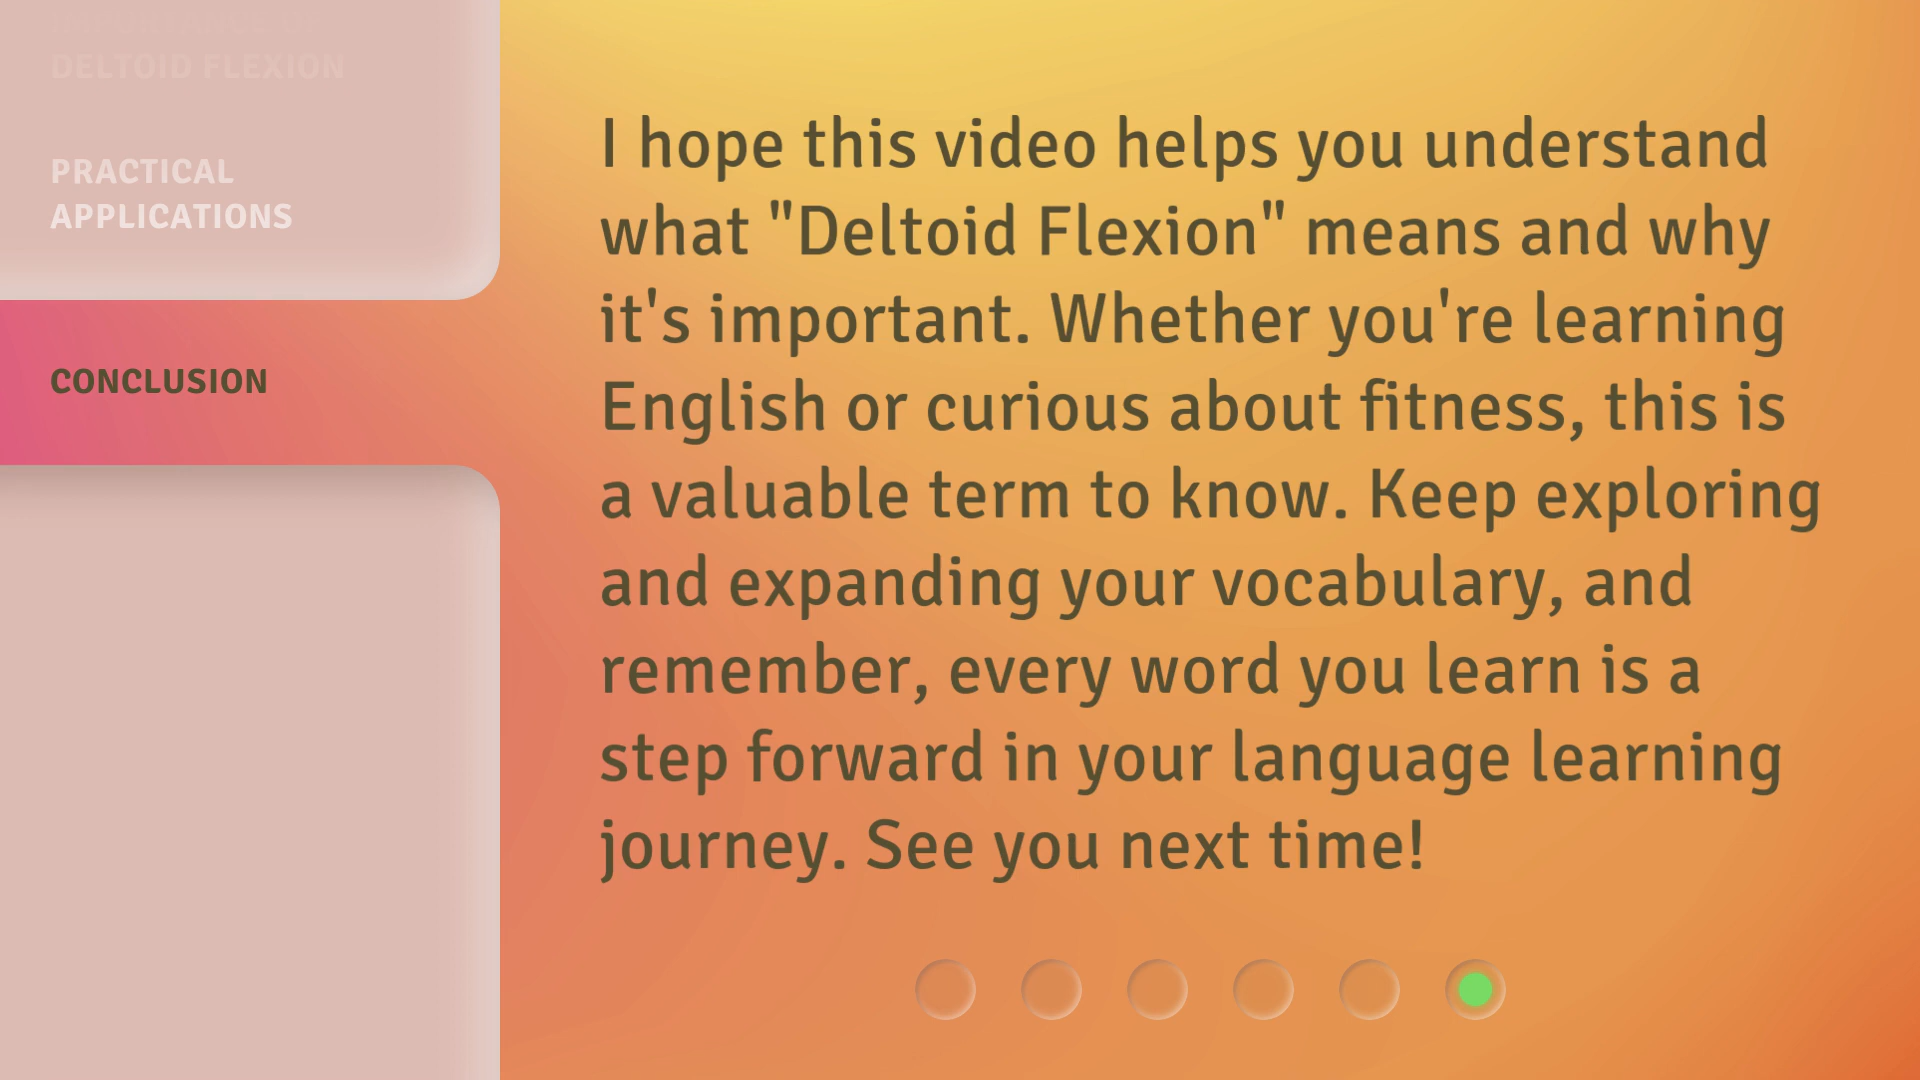 IMPORTANCE OF
DELTOID FLEXION
PRACTICAL
APPLICATIONS
CONCLUSION
I hope this video helps you understand
what "Deltoid Flexion" means and why
it's important. Whether you're learning
English or curious about fitness, this is
a valuable term to know. Keep exploring
and expanding your vocabulary, and
remember, every word you learn is a
step forward in your language learning
journey. See you next time!